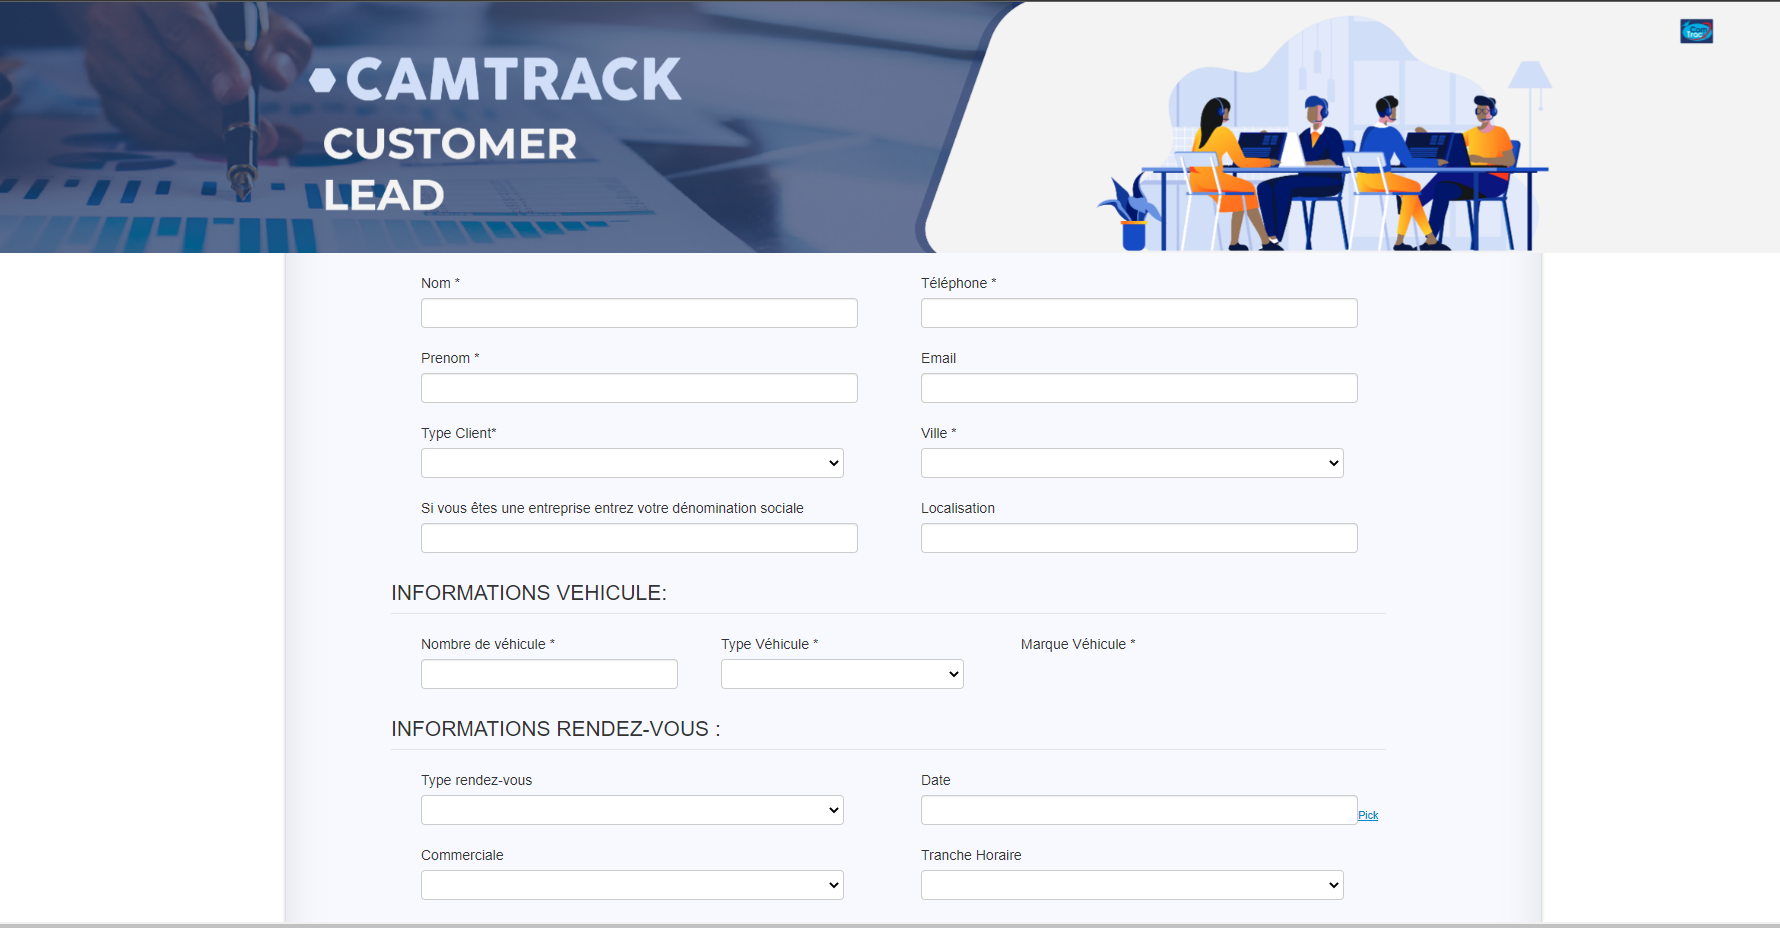 CAMTRACK
CUSTOMER
LEAD
Cam
Trac
Nom *
Téléphone *
Prenom *
Email
Type Client*
Ville *
Si vous êtes une entreprise entrez votre dénomination sociale
Localisation
INFORMATIONS VEHICULE:
Nombre de véhicule *
Type Véhicule *
Marque Véhicule *
INFORMATIONS RENDEZ-VOUS :
Type rendez-vous
Date
Pick
Commerciale
Tranche Horaire